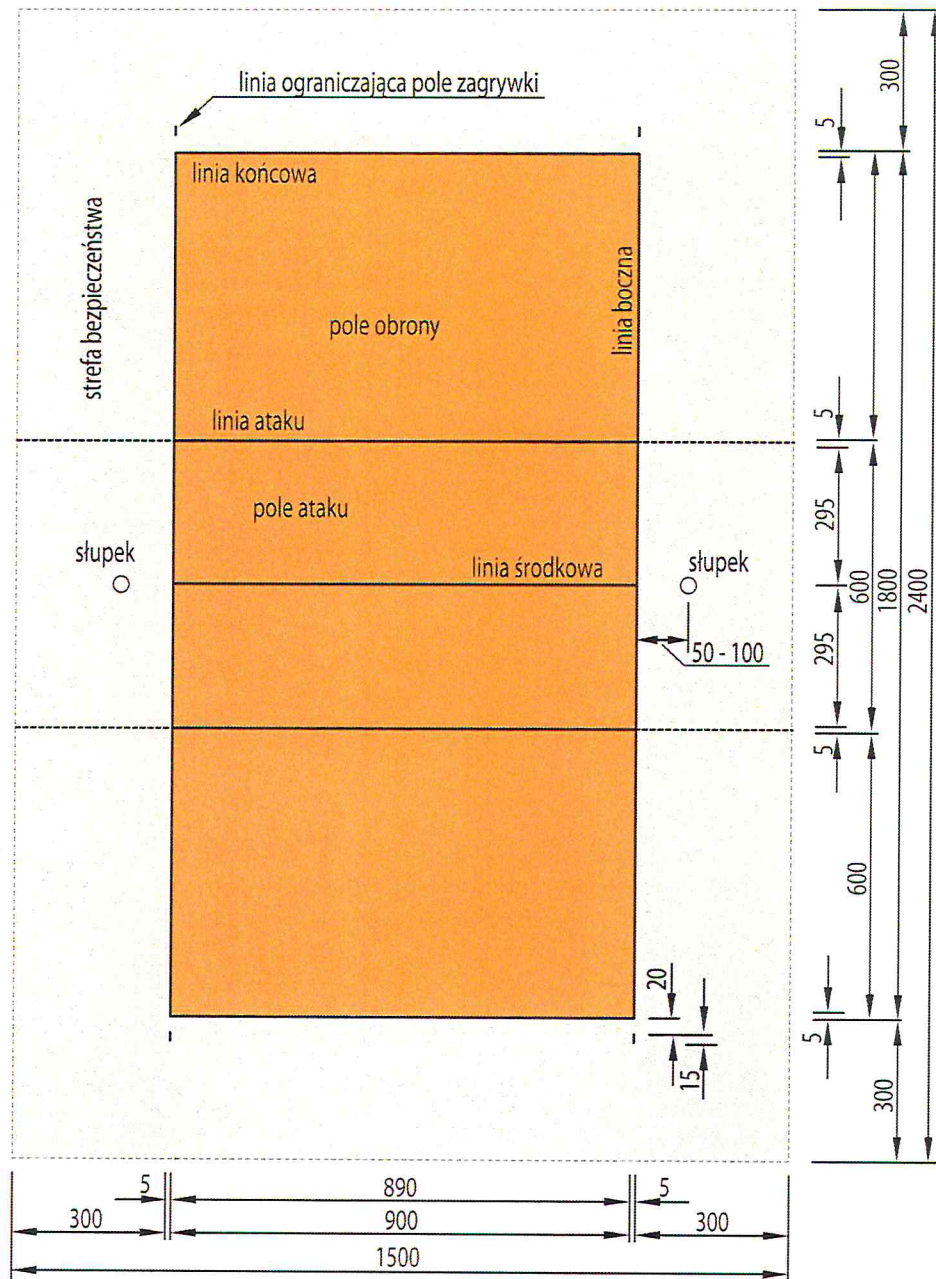 linia ograniczająca pole zagrywki
300
5
linia końcowa
strefa bezpieczeństwa
linia boczna
pole obrony
linia ataku
5
pole ataku
295
słupek
linia środkowa
słupek
600
1800
2400
50 - 100
295
5
600
20
15
5
300
5
890
5
300
900
300
1500